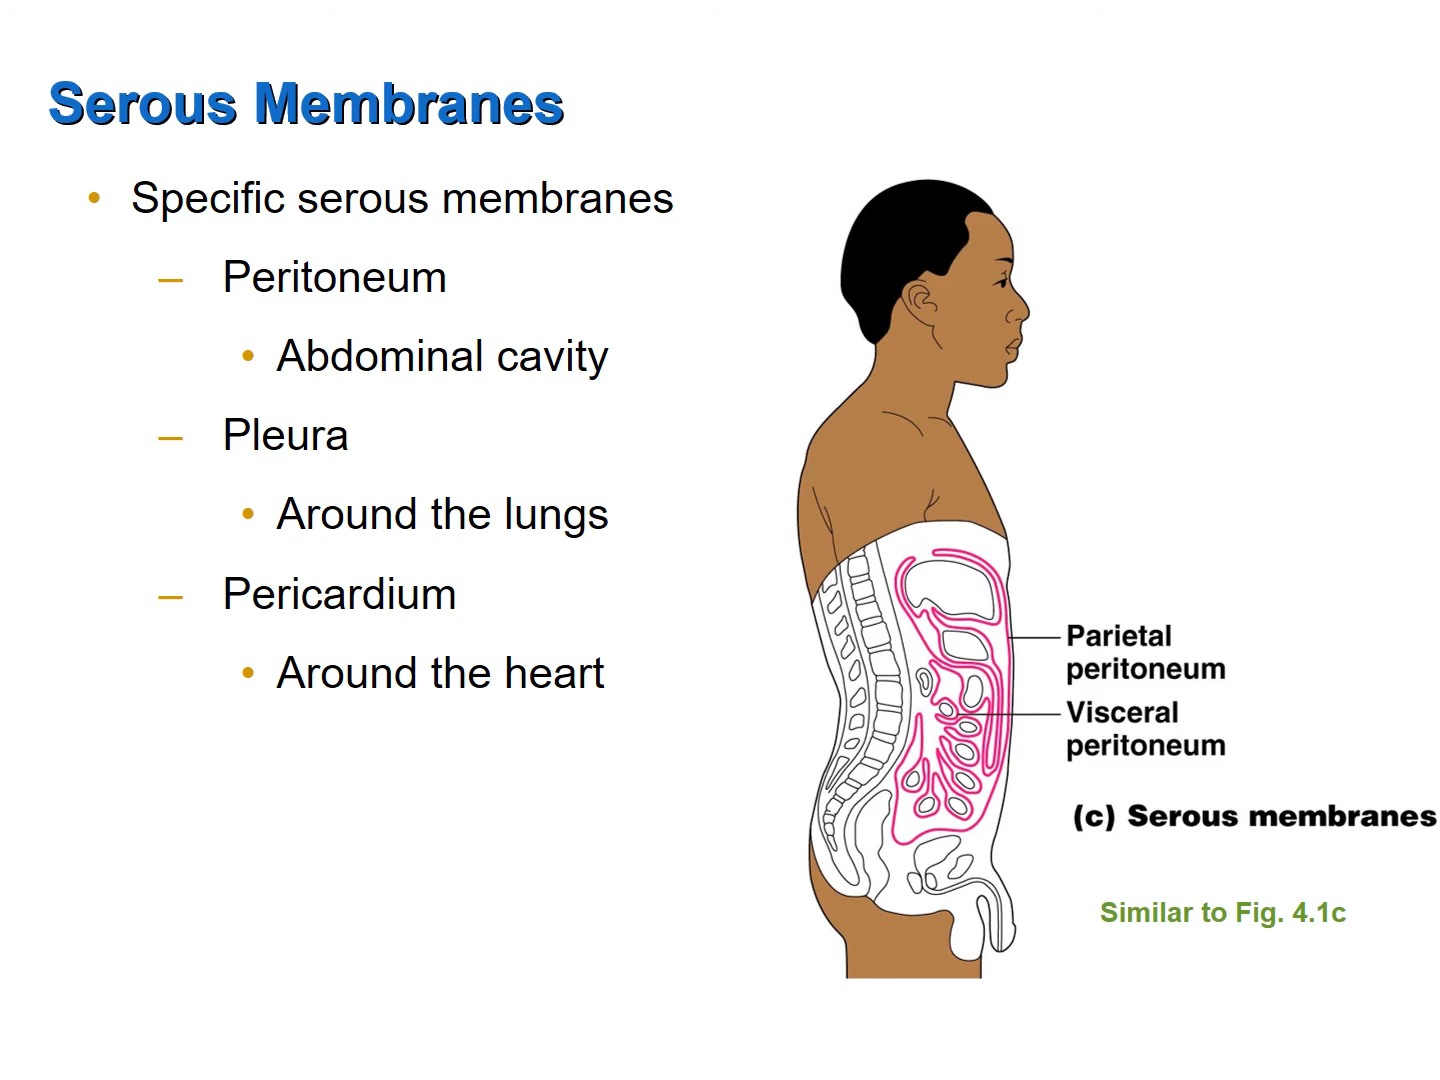 Serous Membranes
• Specific serous membranes
– Peritoneum
• Abdominal cavity
– Pleura
• Around the lungs
– Pericardium
• Around the heart
Parietal
peritoneum
Visceral
peritoneum
(c) Serous membranes
Similar to Fig. 4.1c